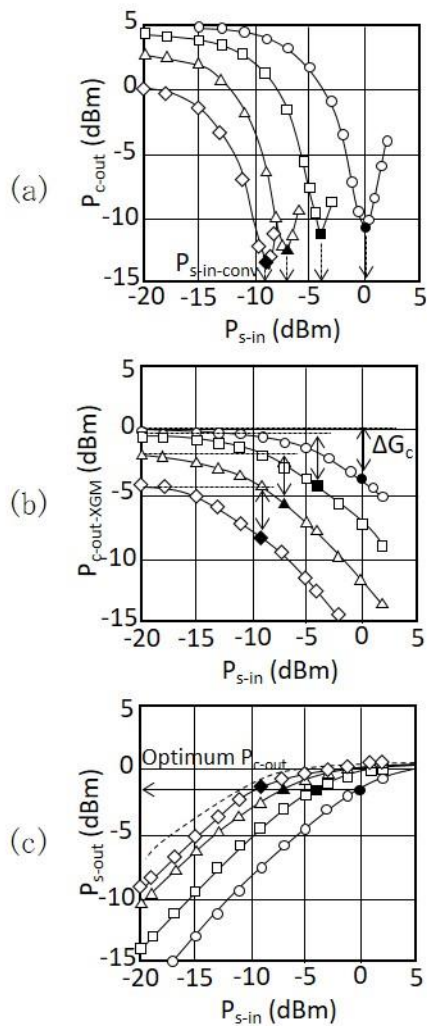 (a)
P_c-out (dBm)
5
0
-5
-10
-15
P_s-in-conv
-20 -15 -10 -5 0 5
P_s-in (dBm)
(b)
P_c-out-XGM (dBm)
5
0
-5
-10
-15
ΔG_c
-20 -15 -10 -5 0 5
P_s-in (dBm)
(c)
P_s-out (dBm)
5
0
-5
-10
-15
Optimum P_c-out
-20 -15 -10 -5 0 5
P_s-in (dBm)